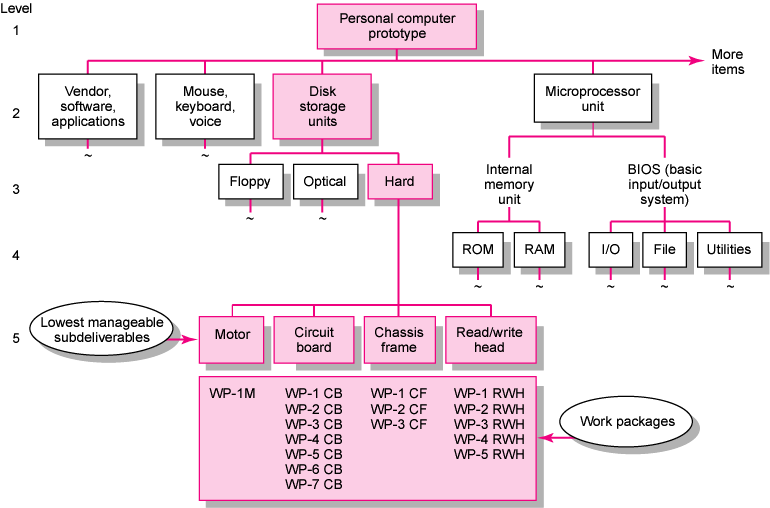 Level
1
Personal computer
prototype
More
items
2
Vendor,
software,
applications
Mouse,
keyboard,
voice
Disk
storage
units
Microprocessor
unit
~
~
3
Floppy
Optical
Hard
Internal
memory
unit
BIOS (basic
input/output
system)
~
~
4
ROM
RAM
I/O
File
Utilities
~
~
~
~
~
Lowest manageable
subdeliverables
5
Motor
Circuit
board
Chassis
frame
Read/write
head
WP-1M
WP-1 CB
WP-2 CB
WP-3 CB
WP-4 CB
WP-5 CB
WP-6 CB
WP-7 CB
WP-1 CF
WP-2 CF
WP-3 CF
WP-1 RWH
WP-2 RWH
WP-3 RWH
WP-4 RWH
WP-5 RWH
Work packages